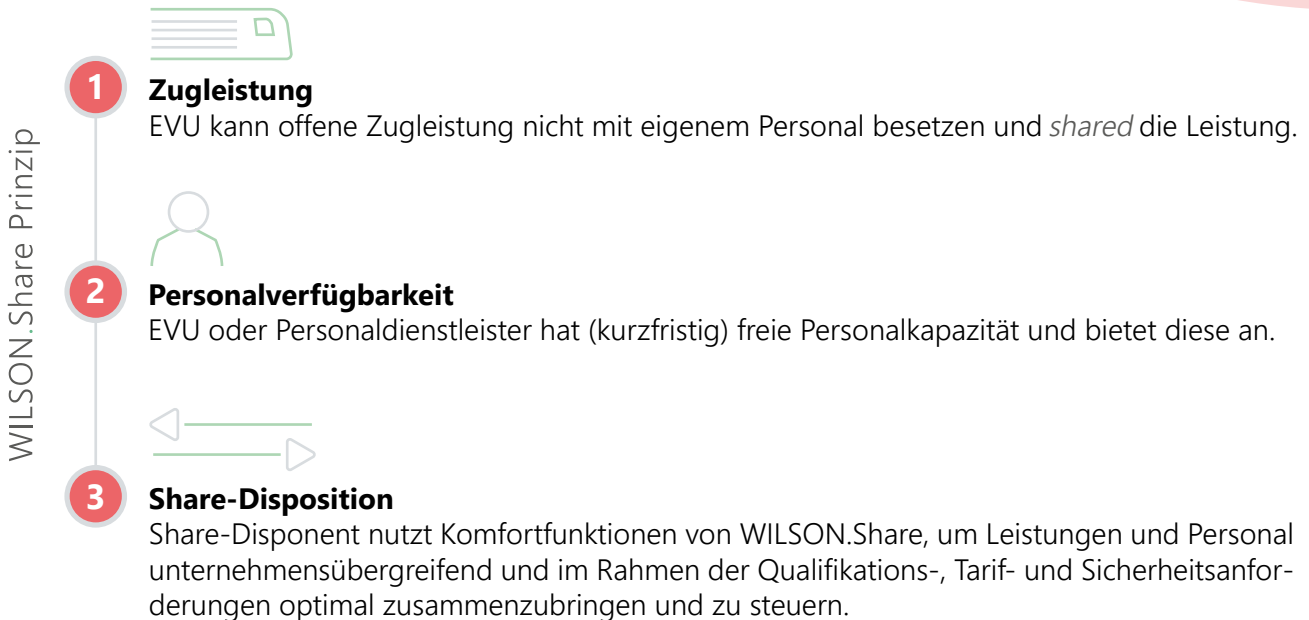 WILSON.Share Prinzip
1
Zugleistung
EVU kann offene Zugleistung nicht mit eigenem Personal besetzen und shared die Leistung.
2
Personalverfügbarkeit
EVU oder Personaldienstleister hat (kurzfristig) freie Personalkapazität und bietet diese an.
3
Share-Disposition
Share-Disponent nutzt Komfortfunktionen von WILSON.Share, um Leistungen und Personal
unternehmensübergreifend und im Rahmen der Qualifikations-, Tarif- und Sicherheitsanfor-
derungen optimal zusammenzubringen und zu steuern.